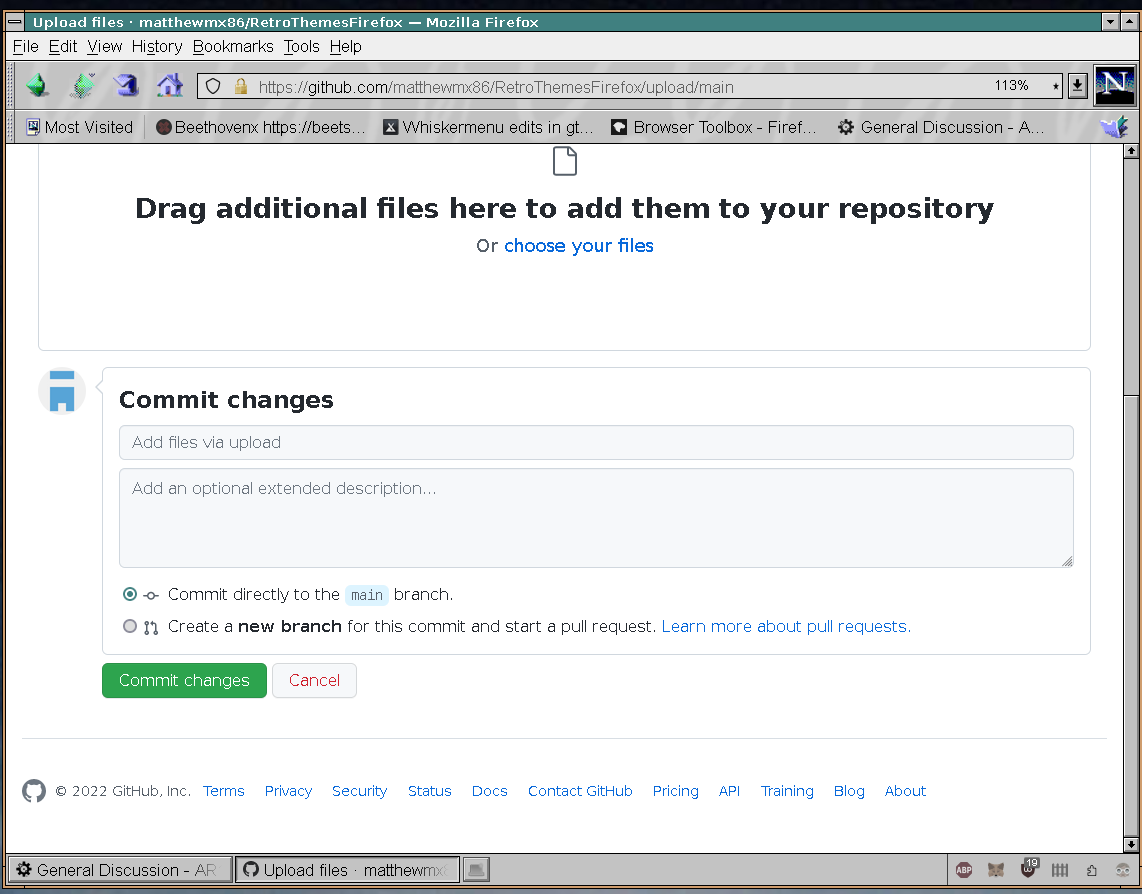 Upload files · matthewmx86/RetroThemesFirefox — Mozilla Firefox
File Edit View History Bookmarks Tools Help
https://github.com/matthewmx86/RetroThemesFirefox/upload/main 113% N
Most Visited Beethovenx https://beets... Whiskermenu edits in gt... Browser Toolbox - Firef... General Discussion - A...
Drag additional files here to add them to your repository
Or choose your files
Commit changes
Add files via upload
Add an optional extended description...
Commit directly to the main branch.
Create a new branch for this commit and start a pull request. Learn more about pull requests.
Commit changes Cancel
© 2022 GitHub, Inc. Terms Privacy Security Status Docs Contact GitHub Pricing API Training Blog About
General Discussion - AR Upload files · matthewmx ABP 19